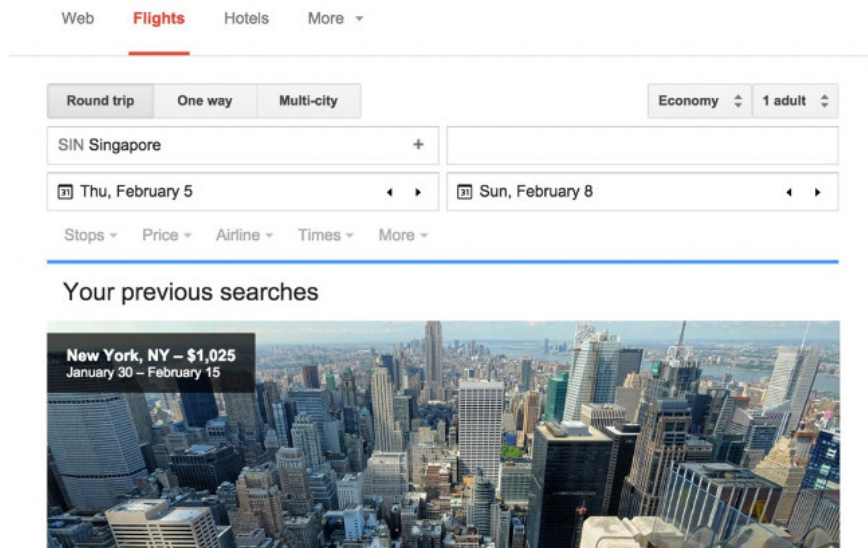 Web Flights Hotels More
Round trip One way Multi-city Economy 1 adult
SIN Singapore +
31 Thu, February 5 31 Sun, February 8
Stops Price Airline Times More
Your previous searches
New York, NY – $1,025
January 30 – February 15